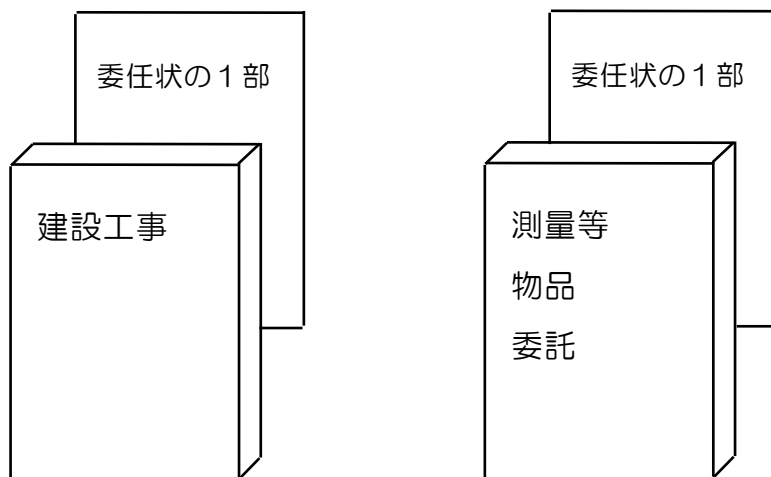 委任状の１部
建設工事
委任状の１部
測量等
物品
委託